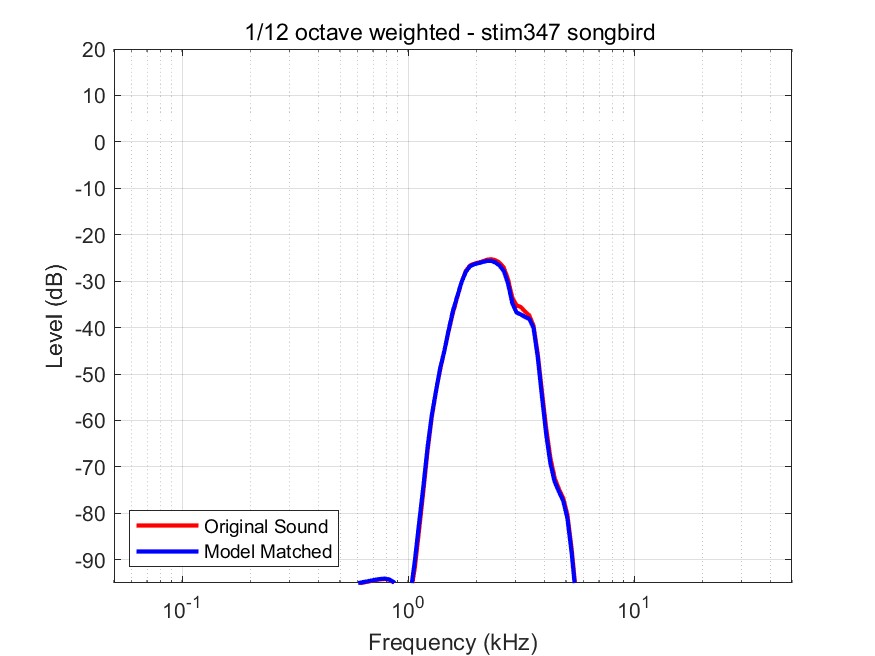 1/12 octave weighted - stim347 songbird
20
10
0
-10
-20
-30
-40
-50
-60
-70
-80
-90
Level (dB)
Original Sound
Model Matched
10^-1 10^0 10^1
Frequency (kHz)